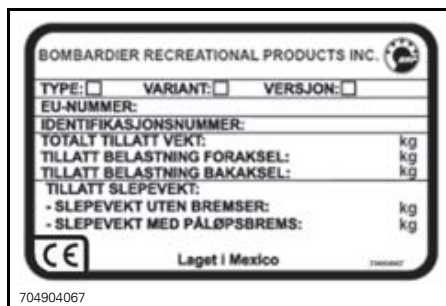 BOMBARDIER RECREATIONAL PRODUCTS INC.
TYPE: VARIANT: VERSJON:
EU-NUMMER:
IDENTIFIKASJONSNUMMER:
TOTALT TILLATT VEKT: kg
TILLATT BELASTNING FORAKSEL: kg
TILLATT BELASTNING BAKAKSEL: kg
TILLATT SLEPEVEKT:
- SLEPEVEKT UTEN BREMSER: kg
- SLEPEVEKT MED PÅLØPSBREMS: kg
CE Laget i Mexico 704904067
704904067